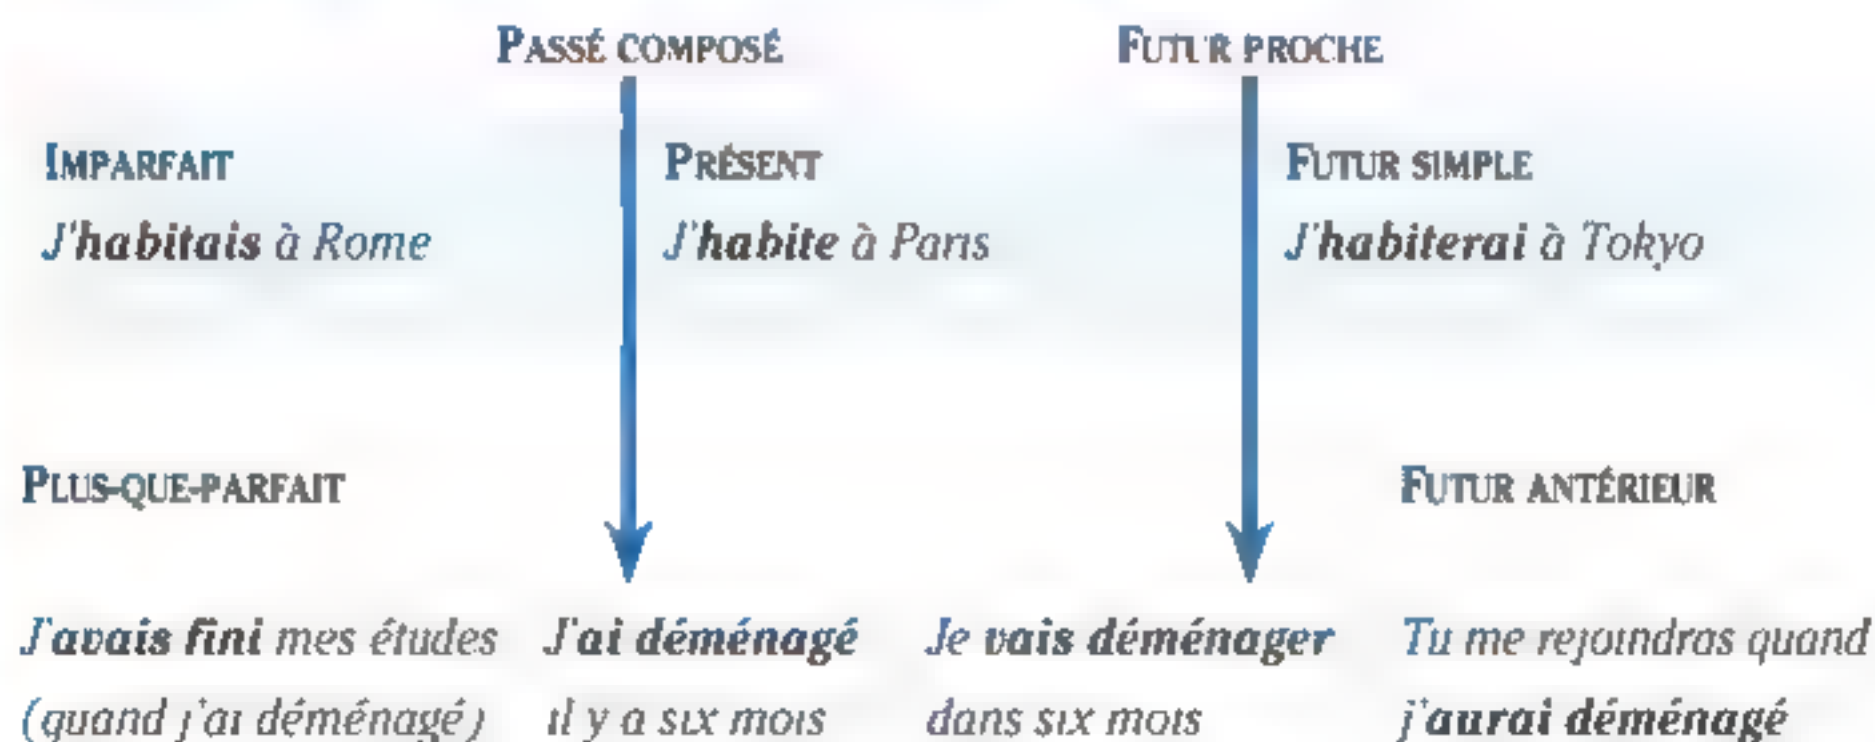 PASSÉ COMPOSÉ
FUTUR PROCHE
IMPARFAIT
PRÉSENT
FUTUR SIMPLE
J'habitais à Rome
J'habite à Paris
J'habiterai à Tokyo
PLUS-QUE-PARFAIT
FUTUR ANTÉRIEUR
J'avais fini mes études
J'ai déménagé
Je vais déménager
Tu me rejoindras quand
(quand j'ai déménagé)
il y a six mois
dans six mois
j'aurai déménagé